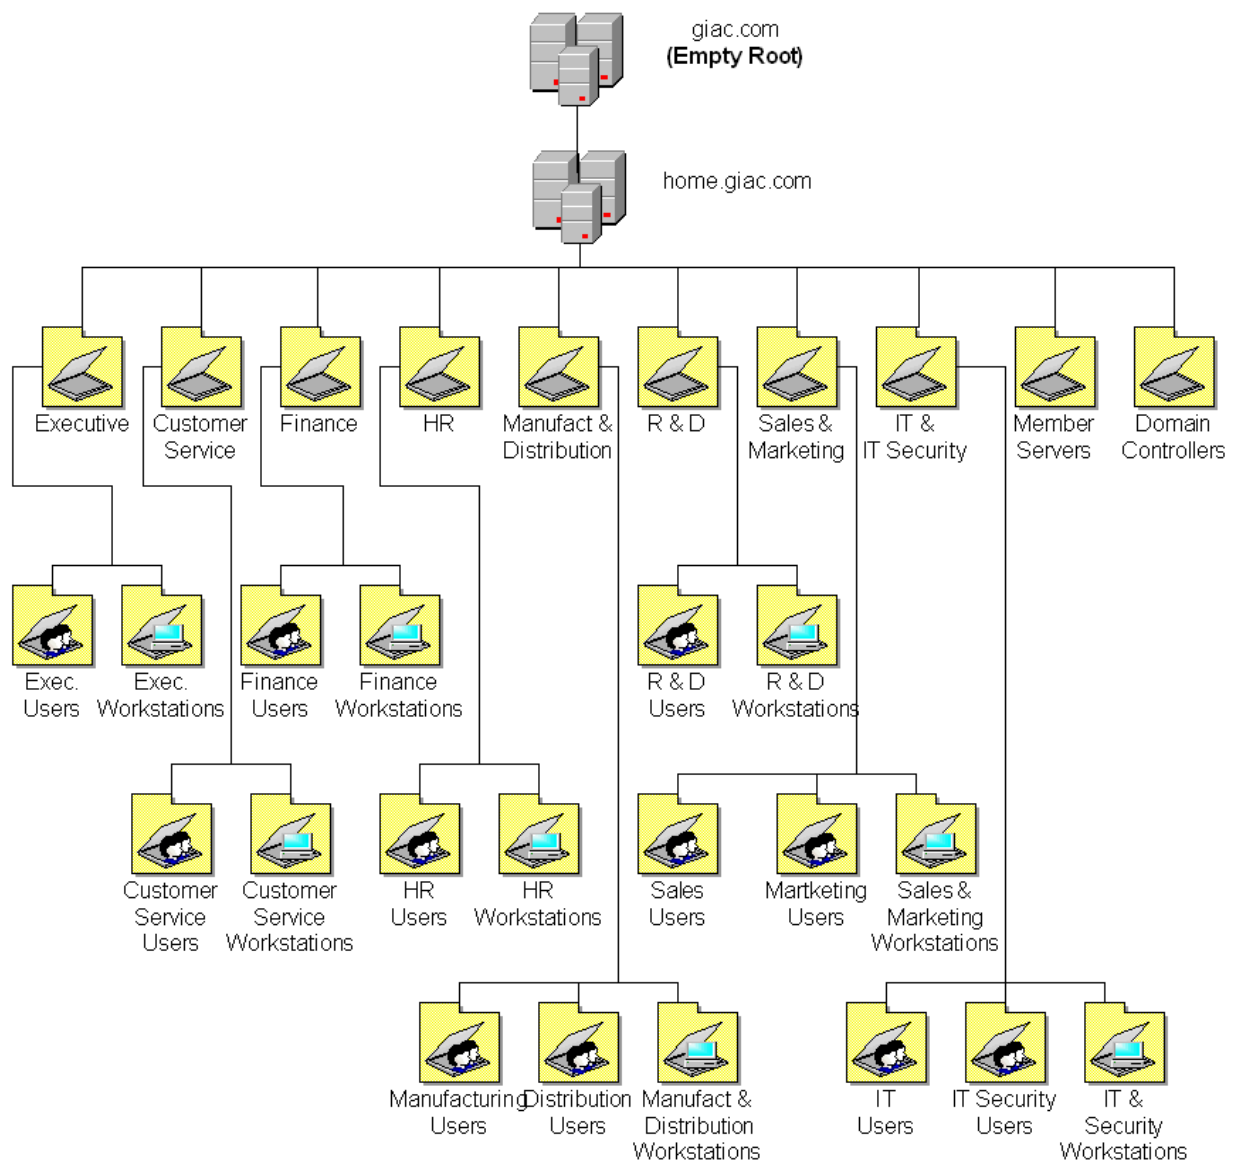 giac.com
(Empty Root)
home.giac.com
Executive
Customer
Service
Finance
HR
Manufact &
Distribution
R & D
Sales &
Marketing
IT &
IT Security
Member
Servers
Domain
Controllers
Exec.
Users
Exec.
Workstations
Finance
Users
Finance
Workstations
R & D
Users
R & D
Workstations
Customer
Service
Users
Customer
Service
Workstations
HR
Users
HR
Workstations
Sales
Users
Martketing
Users
Sales &
Marketing
Workstations
Manufacturing
Users
Distribution
Users
Manufact &
Distribution
Workstations
IT
Users
IT Security
Users
IT &
Security
Workstations